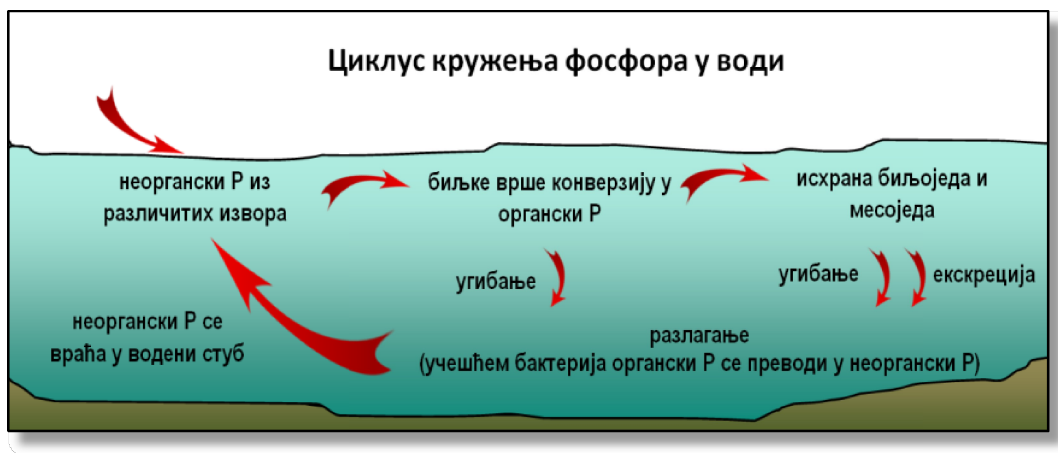 Циклус кружења фосфора у води
неоргански P из
различитих извора
биљке врше конверзију у
органски P
исхрана биљоједа и
месоједа
угибање
угибање
екскреција
неоргански P се
враћа у водени стуб
разлагање
(учешћем бактерија органски P се преводи у неоргански P)